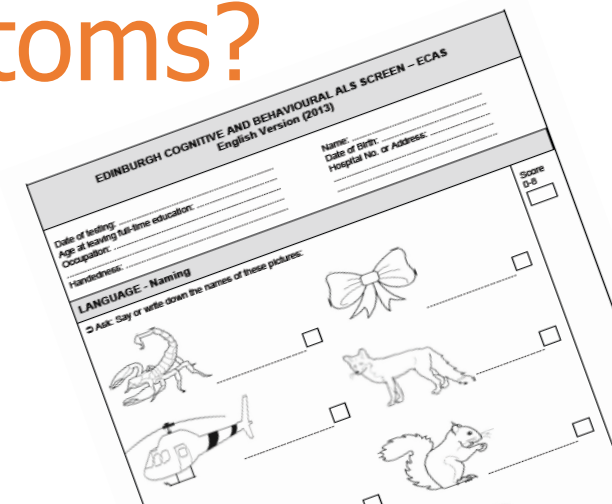 toms?
EDINBURGH COGNITIVE AND BEHAVIOURAL ALS SCREEN – ECAS
English Version (2013)
Date of testing:
Age at leaving full-time education:
Occupation:
Handedness:
Name:
Date of Birth:
Hospital No. or Address:
LANGUAGE - Naming
Score
0-8
Ask: Say or write down the names of these pictures: